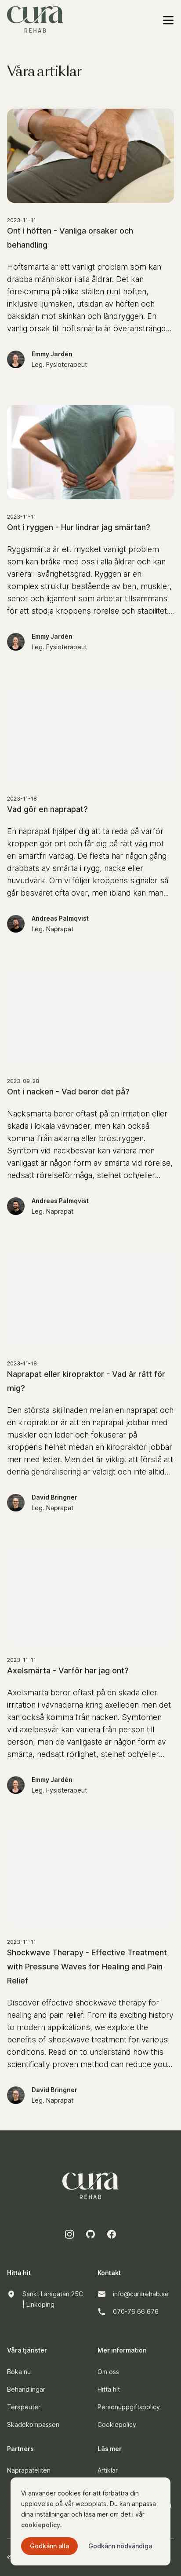 cura
REHAB
Våra artiklar
2023-11-11
Ont i höften - Vanliga orsaker och
behandling
Höftsmärta är ett vanligt problem som kan
drabba människor i alla åldrar. Det kan
förekomma på olika ställen runt höften,
inklusive ljumsken, utsidan av höften och
baksidan mot skinkan och ländryggen. En
vanlig orsak till höftsmärta är överansträngd...
Emmy Jardén
Leg. Fysioterapeut
2023-11-11
Ont i ryggen - Hur lindrar jag smärtan?
Ryggsmärta är ett mycket vanligt problem
som kan bråka med oss i alla åldrar och kan
variera i svårighetsgrad. Ryggen är en
komplex struktur bestående av ben, muskler,
senor och ligament som arbetar tillsammans
för att stödja kroppens rörelse och stabilitet....
Emmy Jardén
Leg. Fysioterapeut
2023-11-18
Vad gör en naprapat?
En naprapat hjälper dig att ta reda på varför
kroppen gör ont och får dig på rätt väg mot
en smärtfri vardag. De flesta har någon gång
drabbats av smärta i rygg, nacke eller
huvudvärk. Om vi följer kroppens signaler så
går besväret ofta över, men ibland kan man...
Andreas Palmqvist
Leg. Naprapat
2023-09-28
Ont i nacken - Vad beror det på?
Nacksmärta beror oftast på en irritation eller
skada i lokala vävnader, men kan också
komma ifrån axlarna eller bröstryggen.
Symtom vid nackbesvär kan variera men
vanligast är någon form av smärta vid rörelse,
nedsatt rörelseförmåga, stelhet och/eller...
Andreas Palmqvist
Leg. Naprapat
2023-11-18
Naprapat eller kiropraktor - Vad är rätt för
mig?
Den största skillnaden mellan en naprapat och
en kiropraktor är att en naprapat jobbar med
muskler och leder och fokuserar på
kroppens helhet medan en kiropraktor jobbar
mer med leder. Men det är viktigt att förstå att
denna generalisering är väldigt och inte alltid...
David Bringner
Leg. Naprapat
2023-11-11
Axelsmärta - Varför har jag ont?
Axelsmärta beror oftast på en skada eller
irritation i vävnaderna kring axelleden men det
kan också komma från nacken. Symtomen
vid axelbesvär kan variera från person till
person, men de vanligaste är någon form av
smärta, nedsatt rörlighet, stelhet och/eller...
Emmy Jardén
Leg. Fysioterapeut
2023-11-11
Shockwave Therapy - Effective Treatment
with Pressure Waves for Healing and Pain
Relief
Discover effective shockwave therapy for
healing and pain relief. From its exciting history
to modern applications, we explore the
benefits of shockwave treatment for various
conditions. Read on to understand how this
scientifically proven method can reduce you...
David Bringner
Leg. Naprapat
cura
REHAB
Hitta hit
Sankt Larsgatan 25C
| Linköping
Kontakt
info@curarehab.se
070-76 66 676
Våra tjänster
Boka nu
Behandlingar
Tereapeuter
Skadekompassen
Mer information
Om oss
Hitta hit
Personuppgiftspolicy
Cookiepolicy
Partners
Naprapateliten
Läs mer
Artiklar
Vi använder cookies för att förbättra din
upplevelse på vår webbplats. Du kan anpassa
dina inställningar och läsa mer om det i vår
cookiepolicy.
Godkänn alla
Godkänn nödvändiga